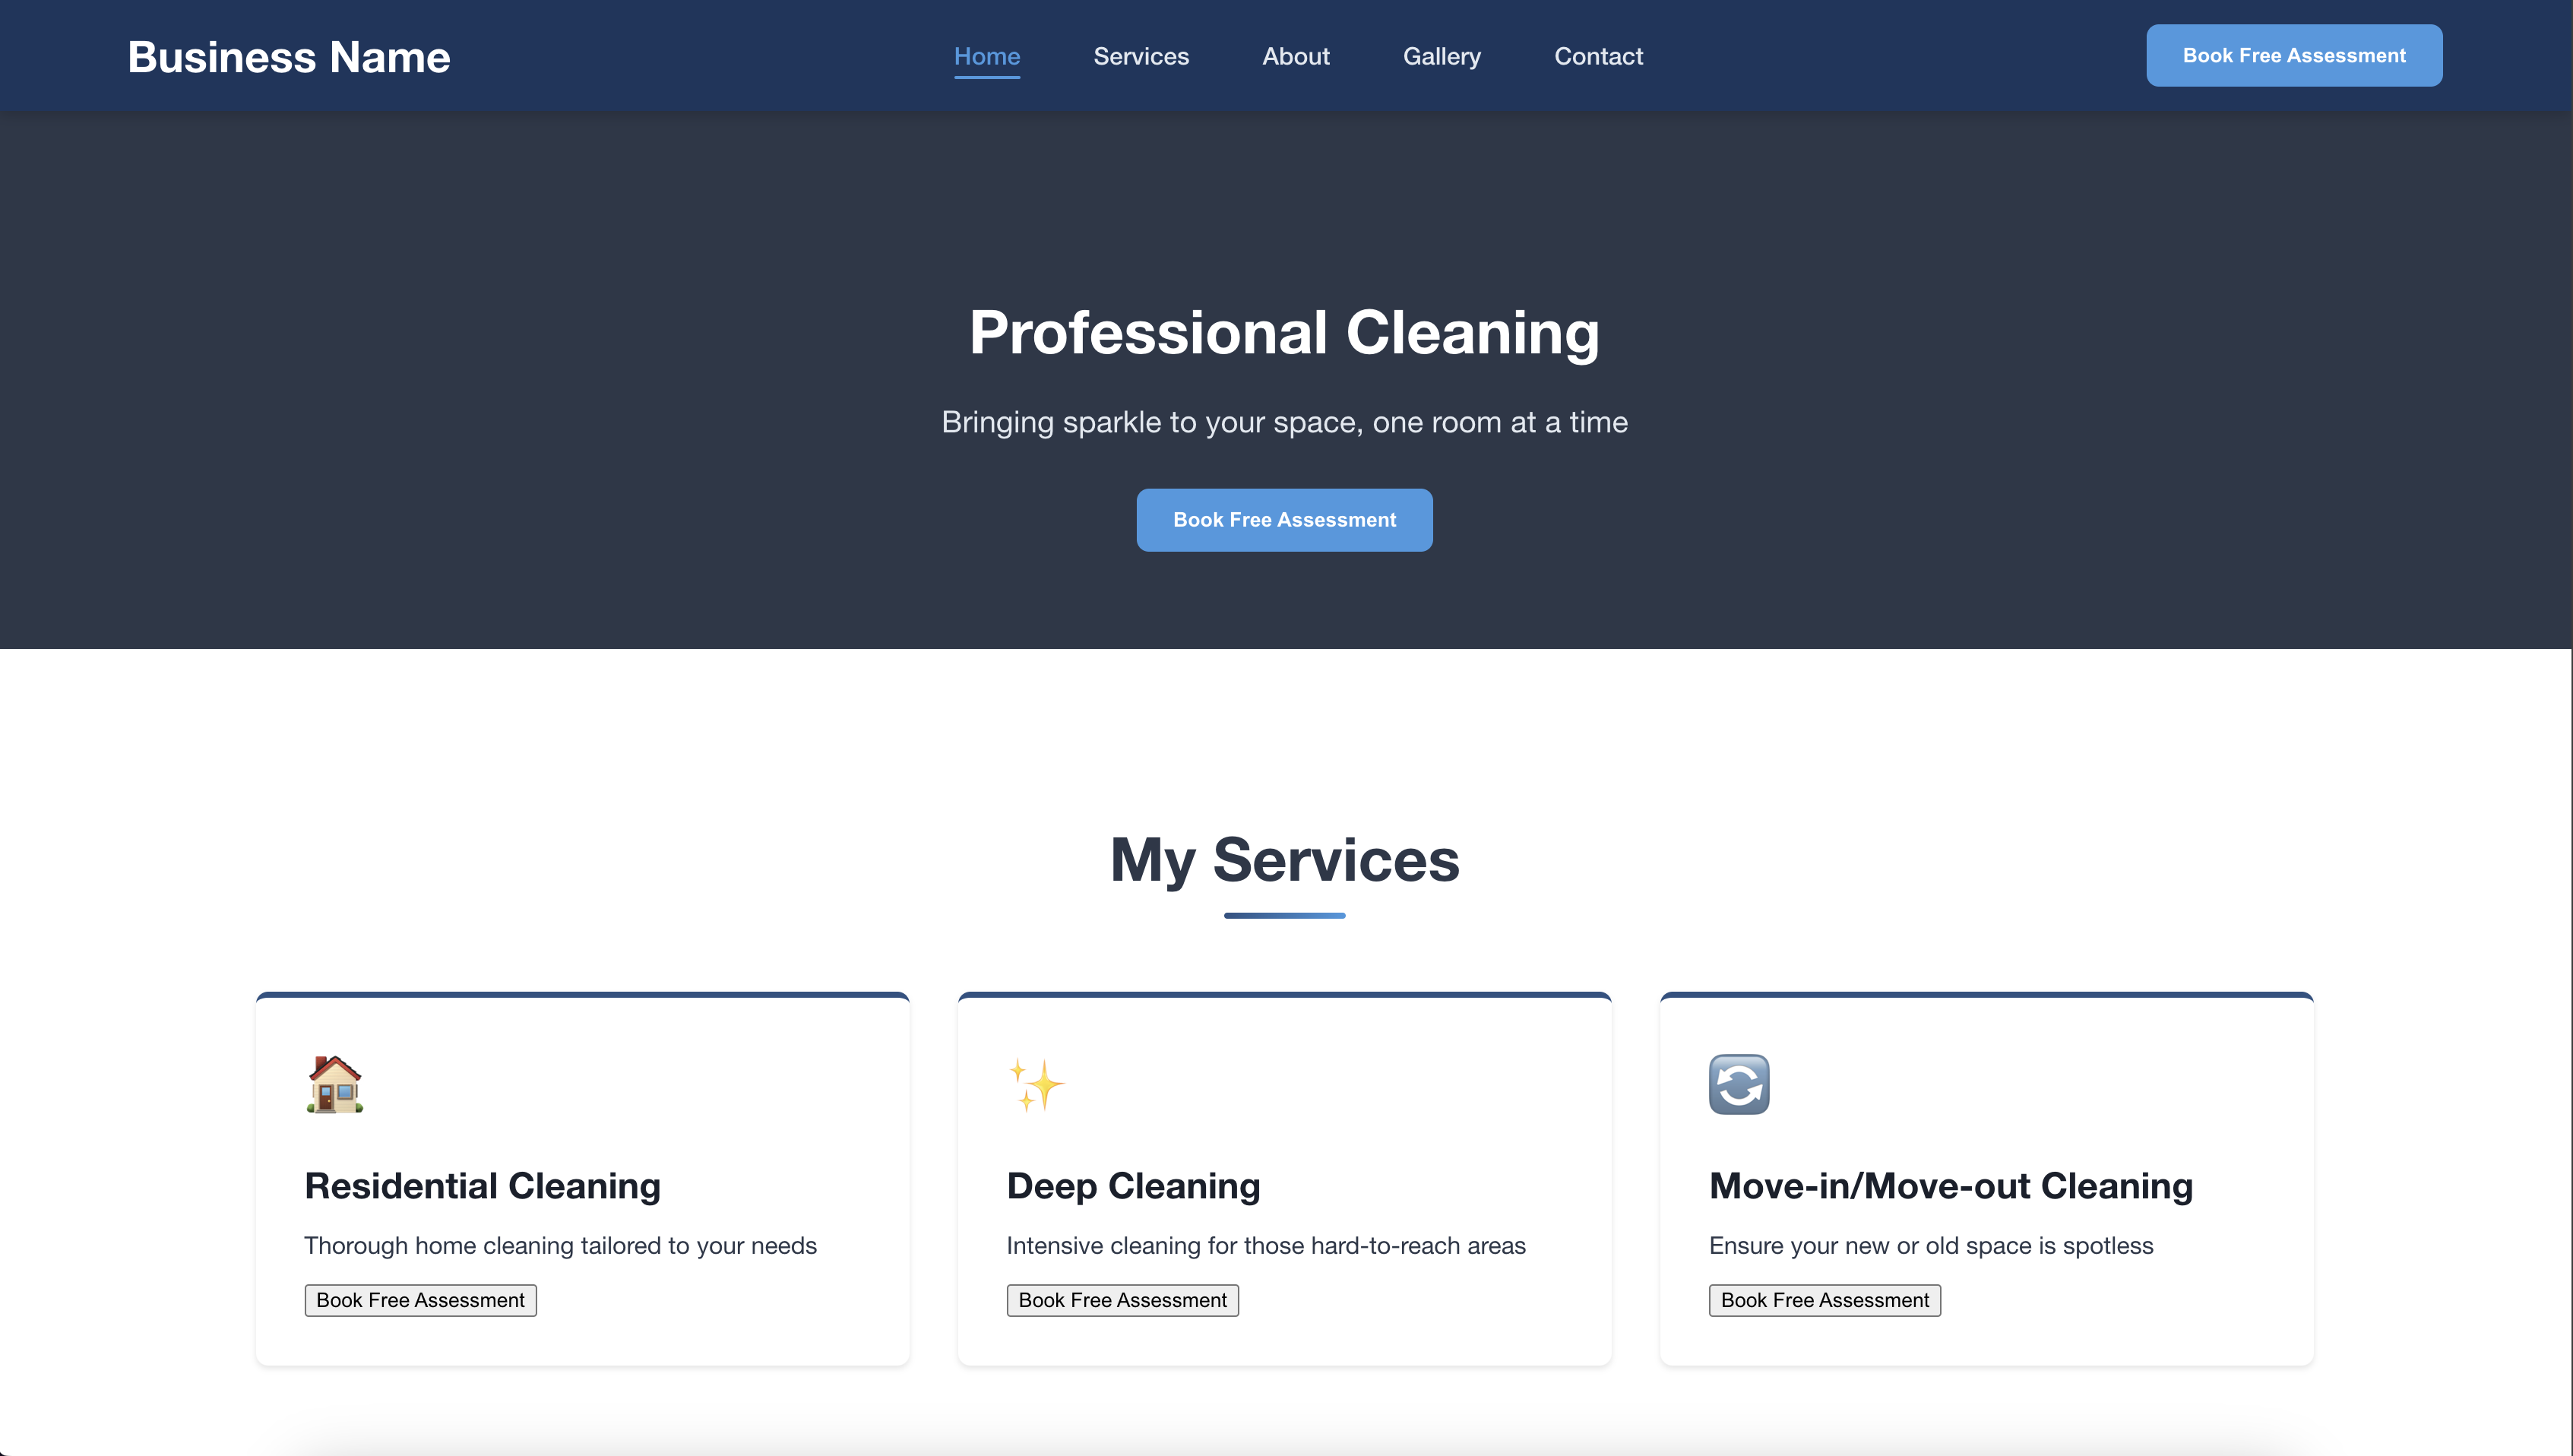 Business Name
Home
Services
About
Gallery
Contact
Book Free Assessment
Professional Cleaning
Bringing sparkle to your space, one room at a time
Book Free Assessment
My Services
Residential Cleaning
Thorough home cleaning tailored to your needs
Book Free Assessment
Deep Cleaning
Intensive cleaning for those hard-to-reach areas
Book Free Assessment
Move-in/Move-out Cleaning
Ensure your new or old space is spotless
Book Free Assessment